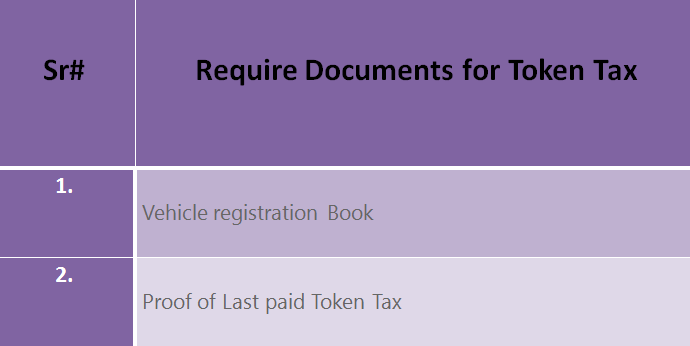 Sr# Require Documents for Token Tax
1. Vehicle registration Book
2. Proof of Last paid Token Tax